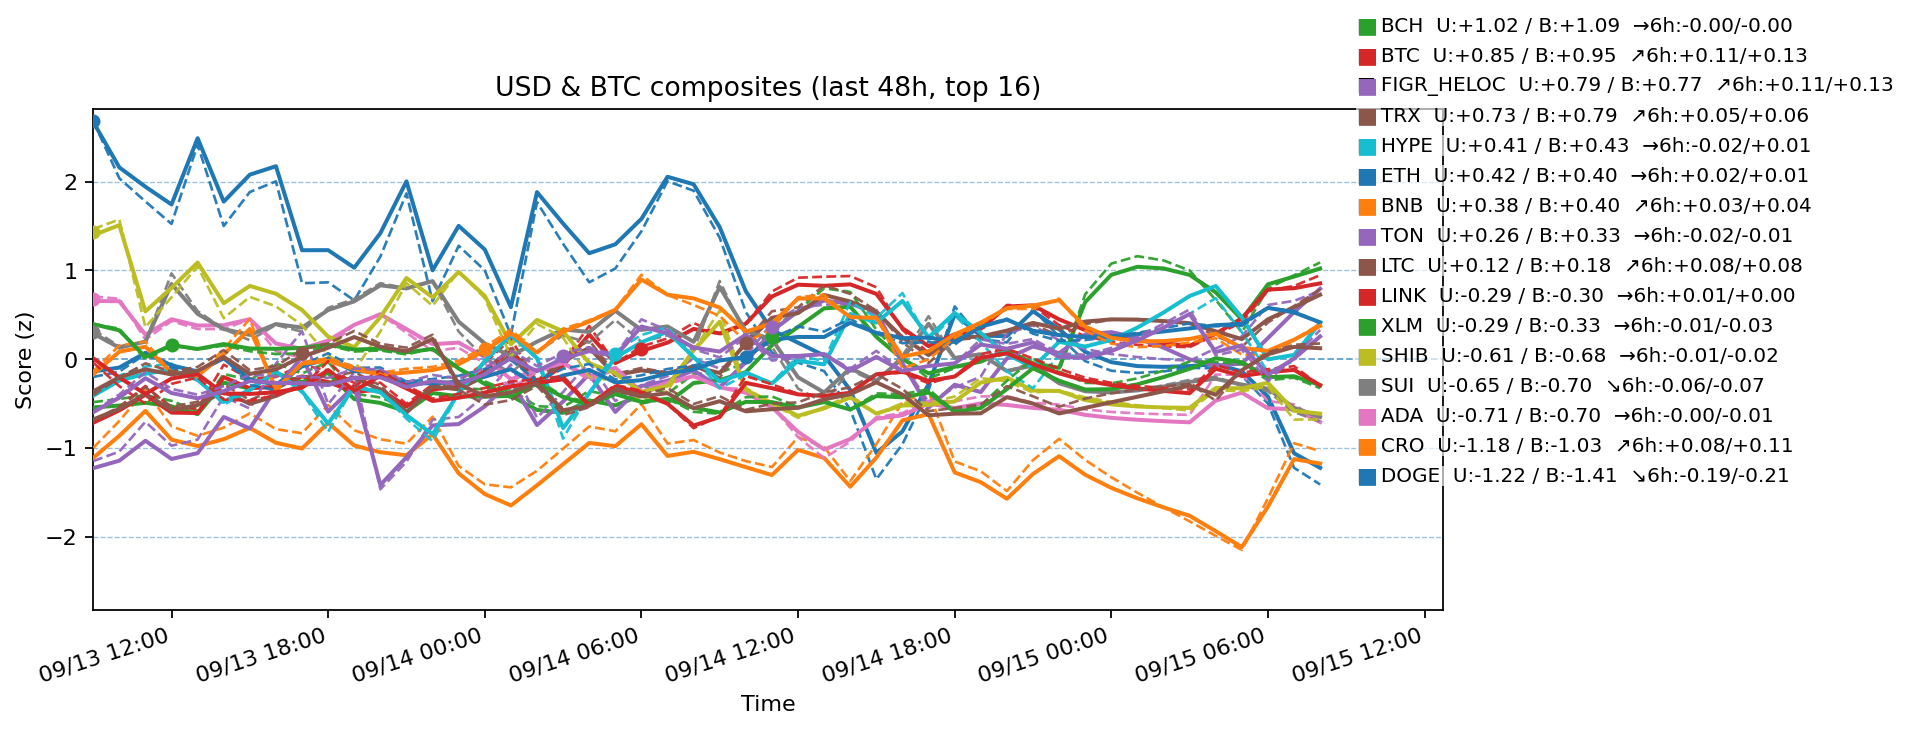 BCH U:+1.02 / B:+1.09 →6h:-0.00/-0.00
BTC U:+0.85 / B:+0.95 ↗6h:+0.11/+0.13
FIGR_HELOC U:+0.79 / B:+0.77 ↗6h:+0.11/+0.13
TRX U:+0.73 / B:+0.79 ↗6h:+0.05/+0.06
HYPE U:+0.41 / B:+0.43 →6h:-0.02/+0.01
ETH U:+0.42 / B:+0.40 →6h:+0.02/+0.01
BNB U:+0.38 / B:+0.40 ↗6h:+0.03/+0.04
TON U:+0.26 / B:+0.33 →6h:-0.02/-0.01
LTC U:+0.12 / B:+0.18 ↗6h:+0.08/+0.08
LINK U:-0.29 / B:-0.30 →6h:+0.01/+0.00
XLM U:-0.29 / B:-0.33 →6h:-0.01/-0.03
SHIB U:-0.61 / B:-0.68 →6h:-0.01/-0.02
SUI U:-0.65 / B:-0.70 ↘6h:-0.06/-0.07
ADA U:-0.71 / B:-0.70 →6h:-0.00/-0.01
CRO U:-1.18 / B:-1.03 ↗6h:+0.08/+0.11
DOGE U:-1.22 / B:-1.41 ↘6h:-0.19/-0.21
USD & BTC composites (last 48h, top 16)
Score (z)
2
1
0
−1
−2
09/13 12:00
09/13 18:00
09/14 00:00
09/14 06:00
09/14 12:00
09/14 18:00
09/15 00:00
09/15 06:00
09/15 12:00
Time